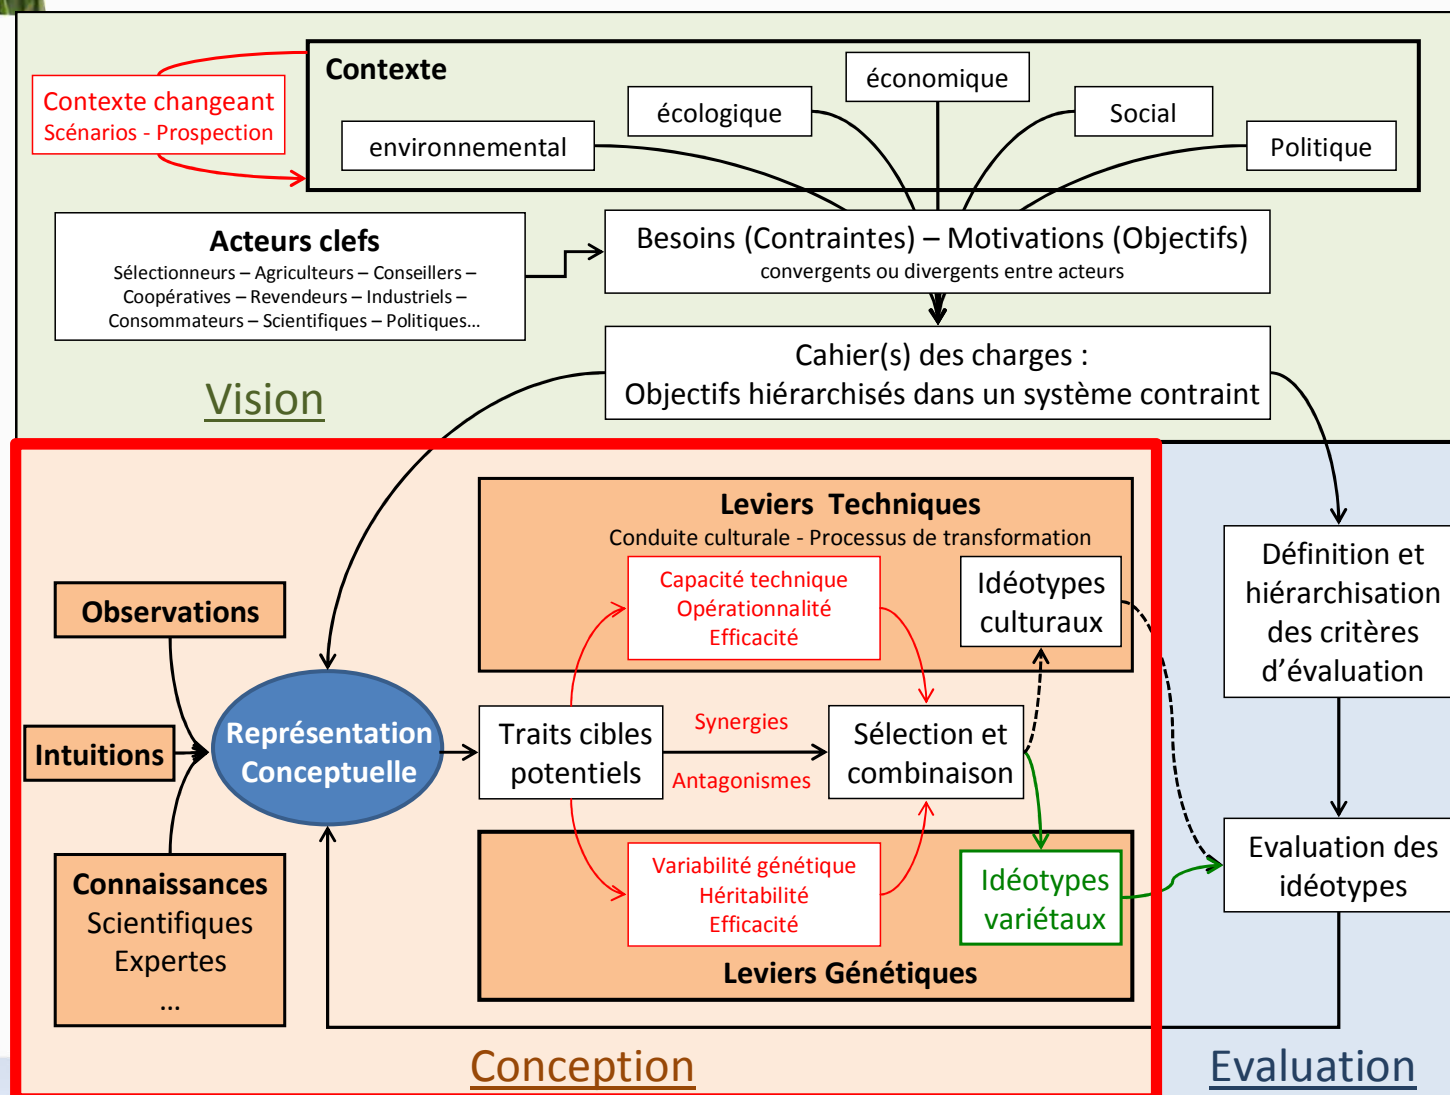 Contexte
Contexte changeant
Scénarios - Prospection
environnemental
écologique
économique
Social
Politique
Acteurs clefs
Sélectionneurs – Agriculteurs – Conseillers –
Coopératives – Revendeurs – Industriels –
Consommateurs – Scientifiques – Politiques...
Besoins (Contraintes) – Motivations (Objectifs)
convergents ou divergents entre acteurs
Cahier(s) des charges :
Objectifs hiérarchisés dans un système contraint
Vision
Leviers Techniques
Conduite culturale - Processus de transformation
Capacité technique
Opérationnalité
Efficacité
Idéotypes
culturaux
Définition et
hiérarchisation
des critères
d'évaluation
Observations
Intuitions
Connaissances
Scientifiques
Expertes
...
Représentation
Conceptuelle
Traits cibles
potentiels
Synergies
Antagonismes
Sélection et
combinaison
Variabilité génétique
Héritabilité
Efficacité
Idéotypes
variétaux
Leviers Génétiques
Evaluation des
idéotypes
Conception
Evaluation